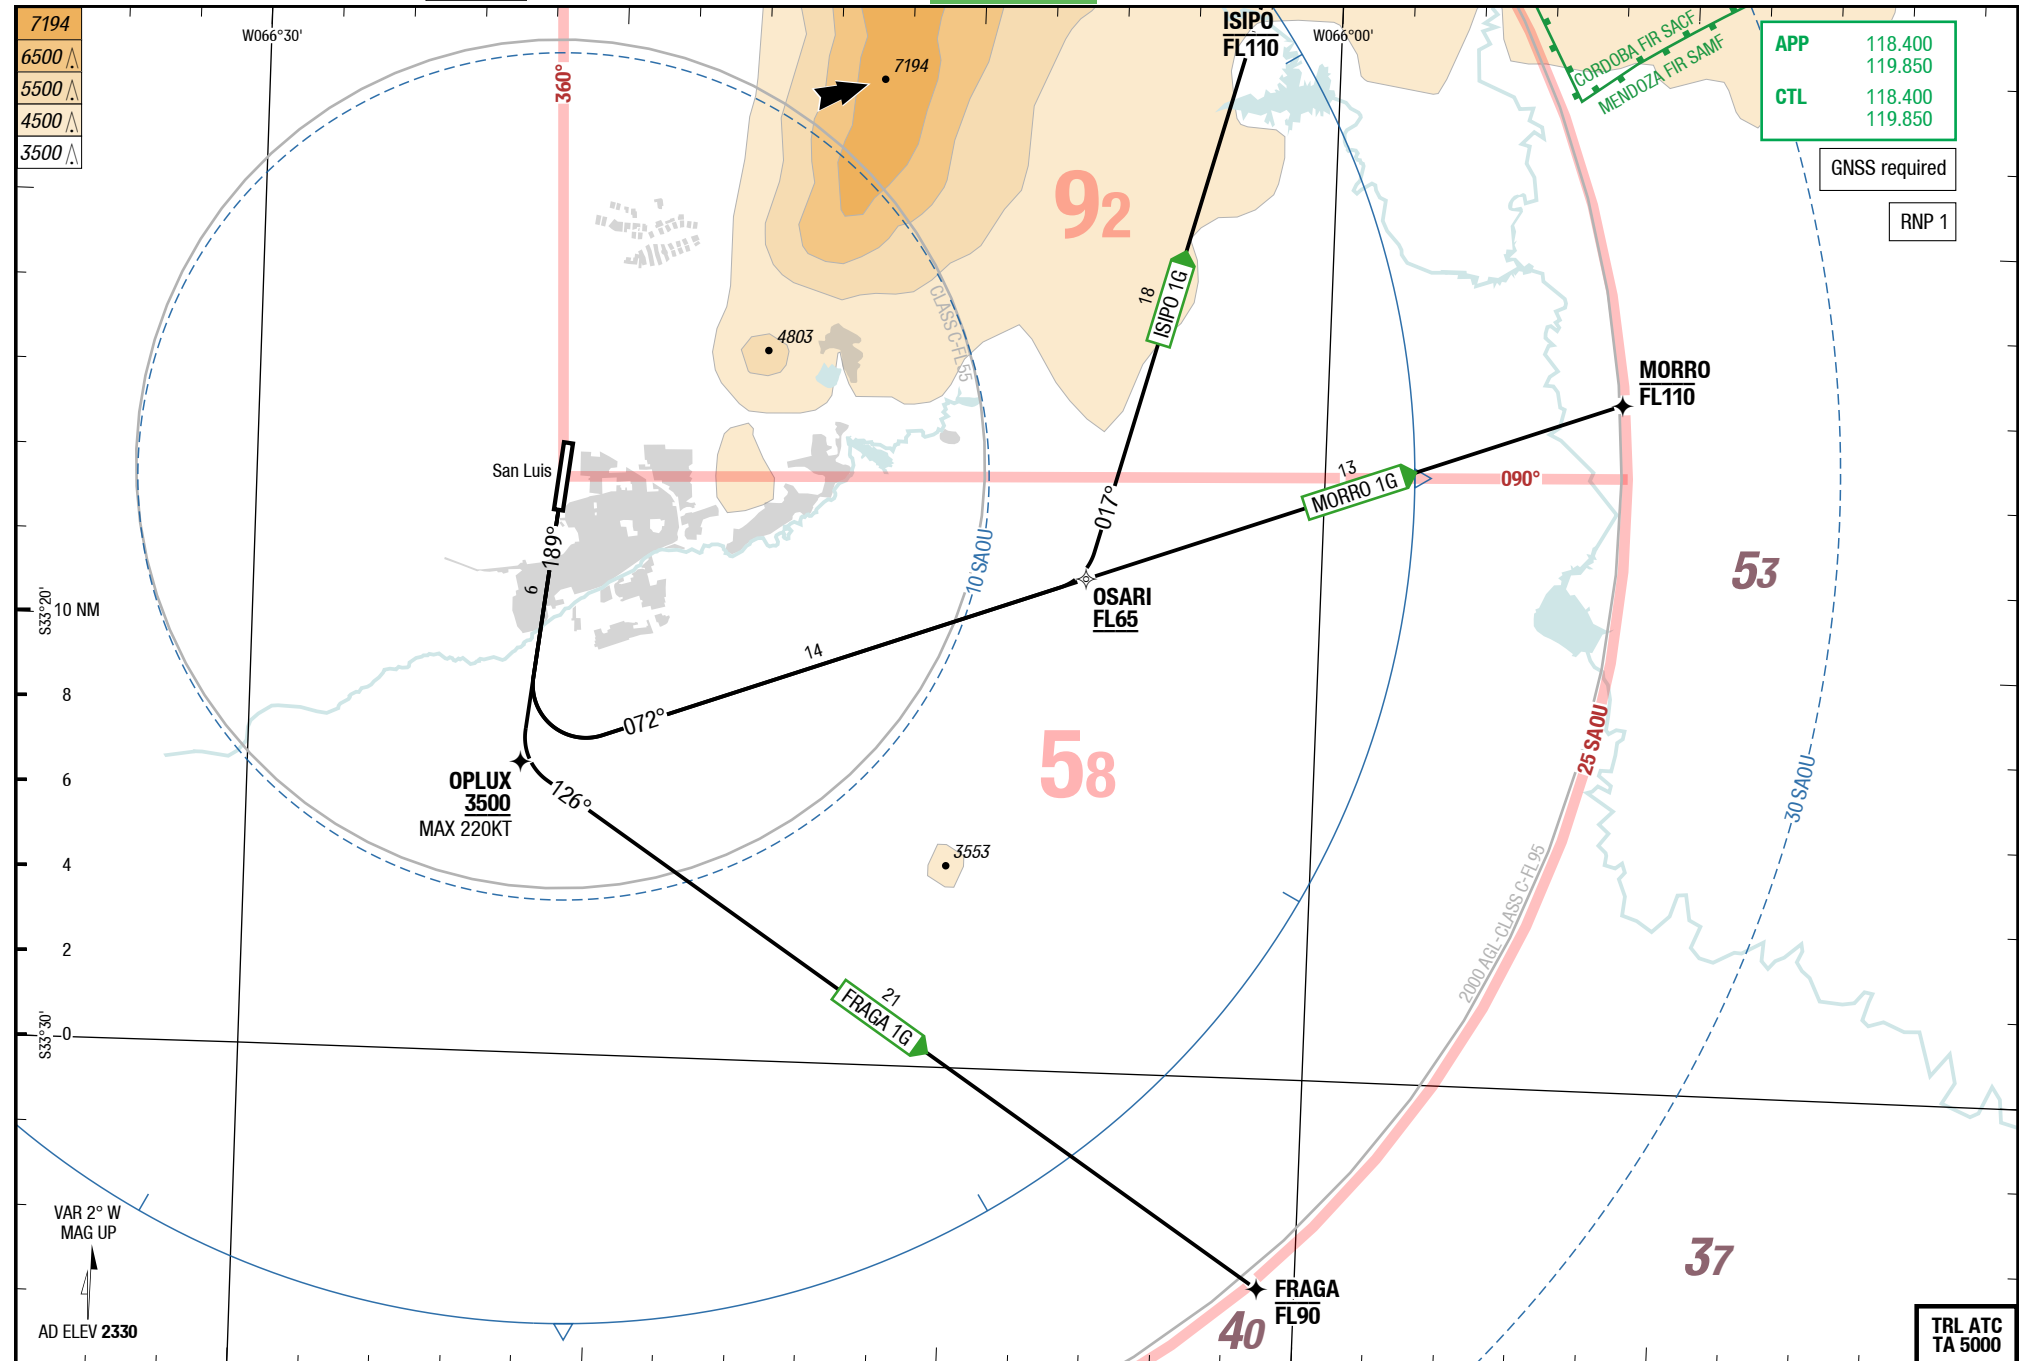 7194
6500
5500
4500
3500
W066°30'
360°
7194
ISIPO
FL110
W066°00'
CORDOBA FIR SACF
MENDOZA FIR SAMF
APP 118.400
119.850
CTL 118.400
119.850
GNSS required
RNP 1
92
CLASS C-FL55
18
ISIPO 1G
4803
MORRO
FL110
San Luis
13
MORRO 1G
090°
017°
189°
6
10 SAOU
53
OSARI
FL65
S33°20'
10 NM
14
072°
8
6
4
2
0
S33°30'
OPLUX
3500
MAX 220KT
126°
58
25 SAOU
30 SAOU
3553
2000 AGL-CLASS C-FL95
21
FRAGA 1G
VAR 2° W
MAG UP
AD ELEV 2330
FRAGA
FL90
40
37
TRL ATC
TA 5000